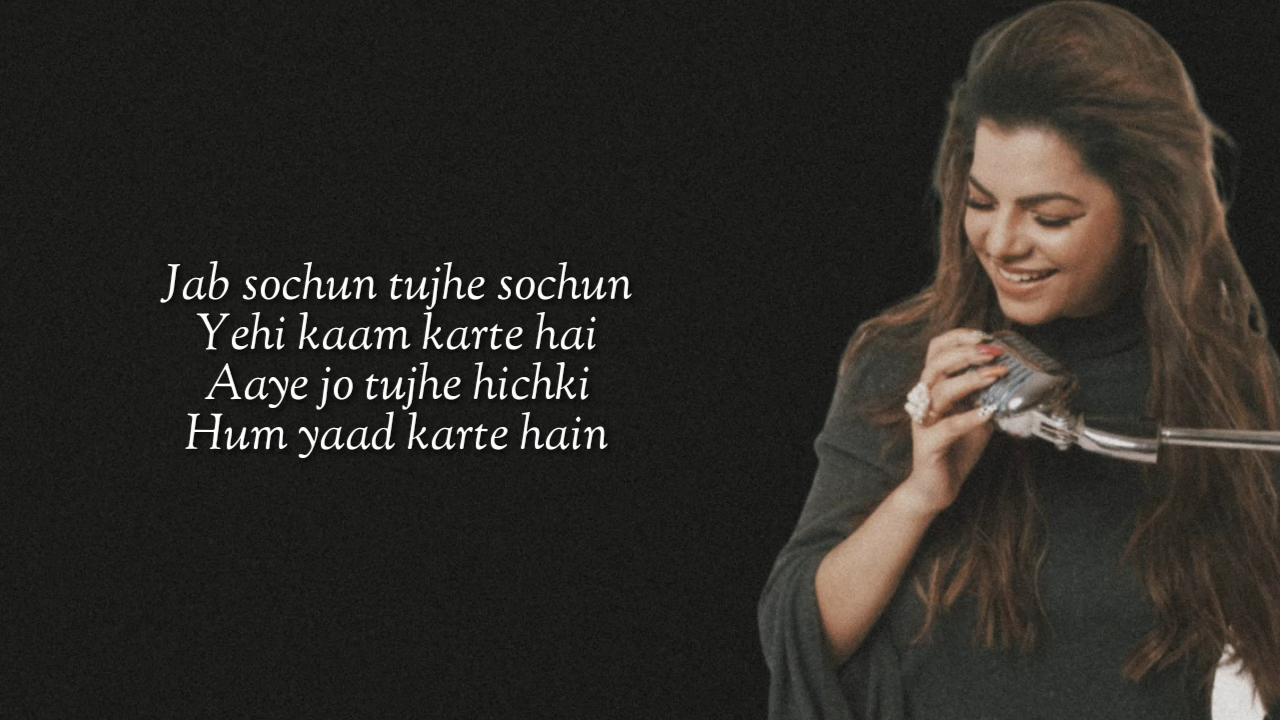 Jab sochun tujhe sochun
Yehi kaam karte hai
Aaye jo tujhe hichki
Hum yaad karte hain